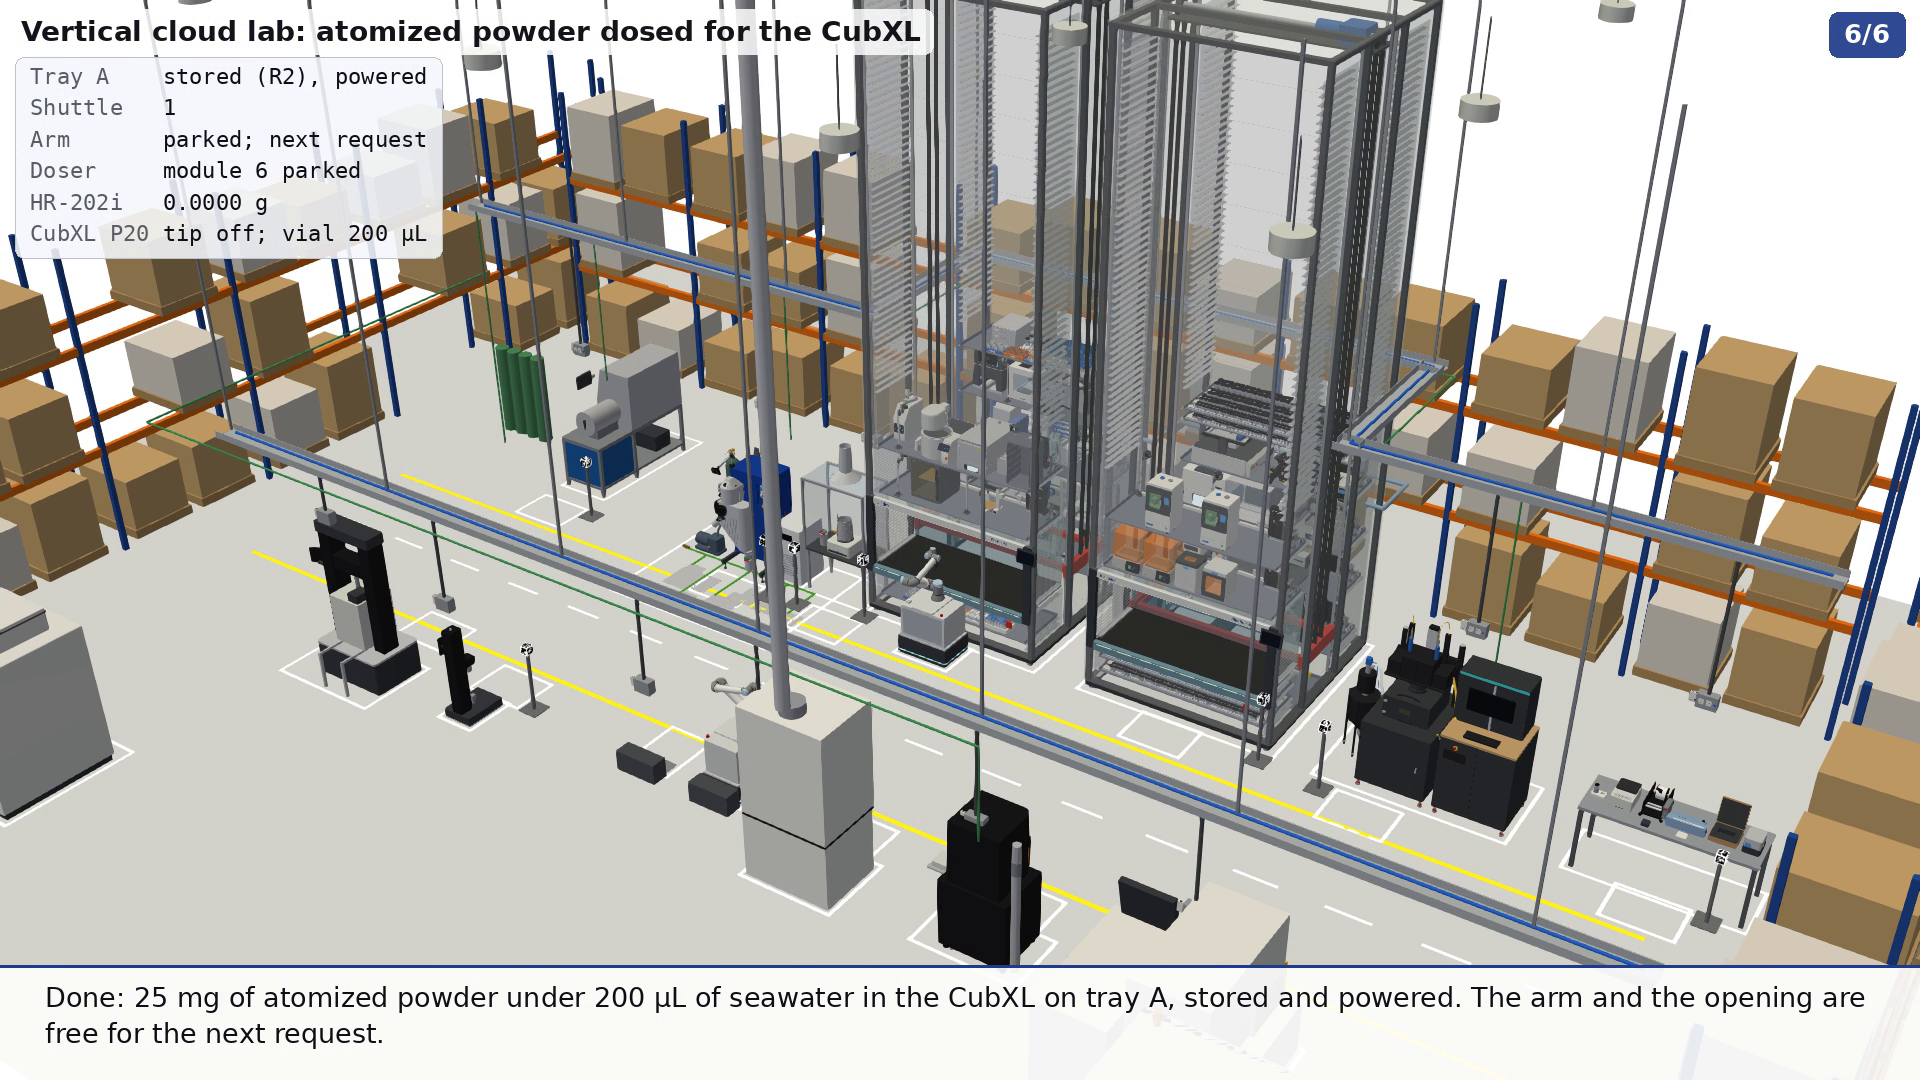 Vertical cloud lab: atomized powder dosed for the CubXL
6/6
Tray A stored (R2), powered
Shuttle 1
Arm parked; next request
Doser module 6 parked
HR-202i 0.0000 g
CubXL P20 tip off; vial 200 µL
Done: 25 mg of atomized powder under 200 µL of seawater in the CubXL on tray A, stored and powered. The arm and the opening are
free for the next request.